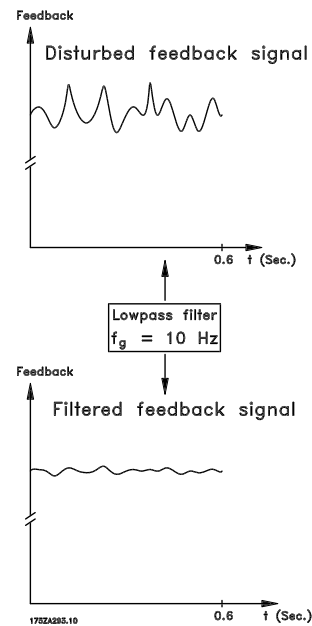 Feedback
Disturbed feedback signal
0.6 t (Sec.)
Lowpass filter
fg = 10 Hz
Feedback
Filtered feedback signal
0.6 t (Sec.)
175ZA293.10